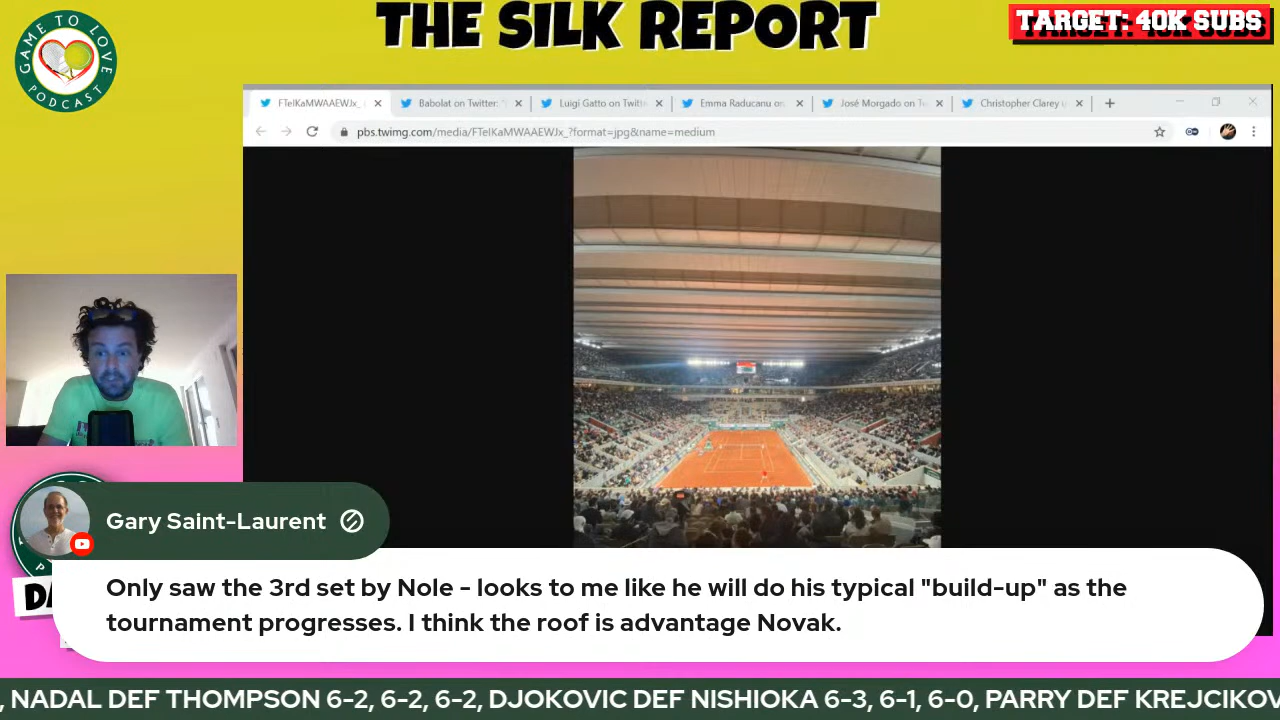 THE SILK REPORT
TARGET: 40K SUBS
GAME TO LOVE
PODCAST
FTelKaMWAAEWJx_
Babolat on Twitter: "
Luigi Gatto on Twitt
Emma Raducanu on
José Morgado on Tw
Christopher Clarey
pbs.twimg.com/media/FTelKaMWAAEWJx_?format=jpg&name=medium
Gary Saint-Laurent
Only saw the 3rd set by Nole - looks to me like he will do his typical "build-up" as the
tournament progresses. I think the roof is advantage Novak.
, NADAL DEF THOMPSON 6-2, 6-2, 6-2, DJOKOVIC DEF NISHIOKA 6-3, 6-1, 6-0, PARRY DEF KREJCIKOV